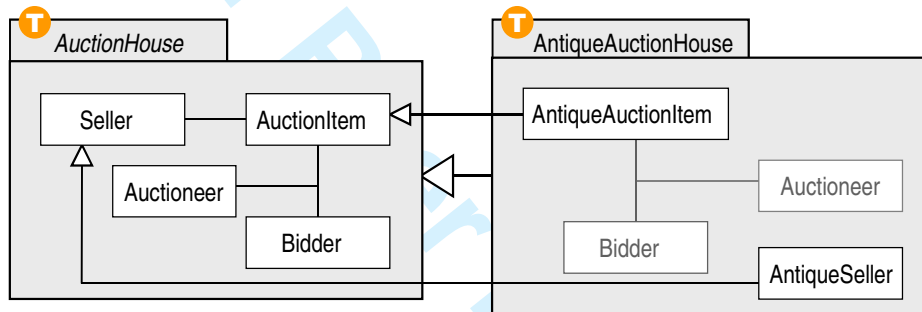 T
AuctionHouse
T
AntiqueAuctionHouse
Seller
AuctionItem
Auctioneer
Bidder
AntiqueAuctionItem
Auctioneer
Bidder
AntiqueSeller